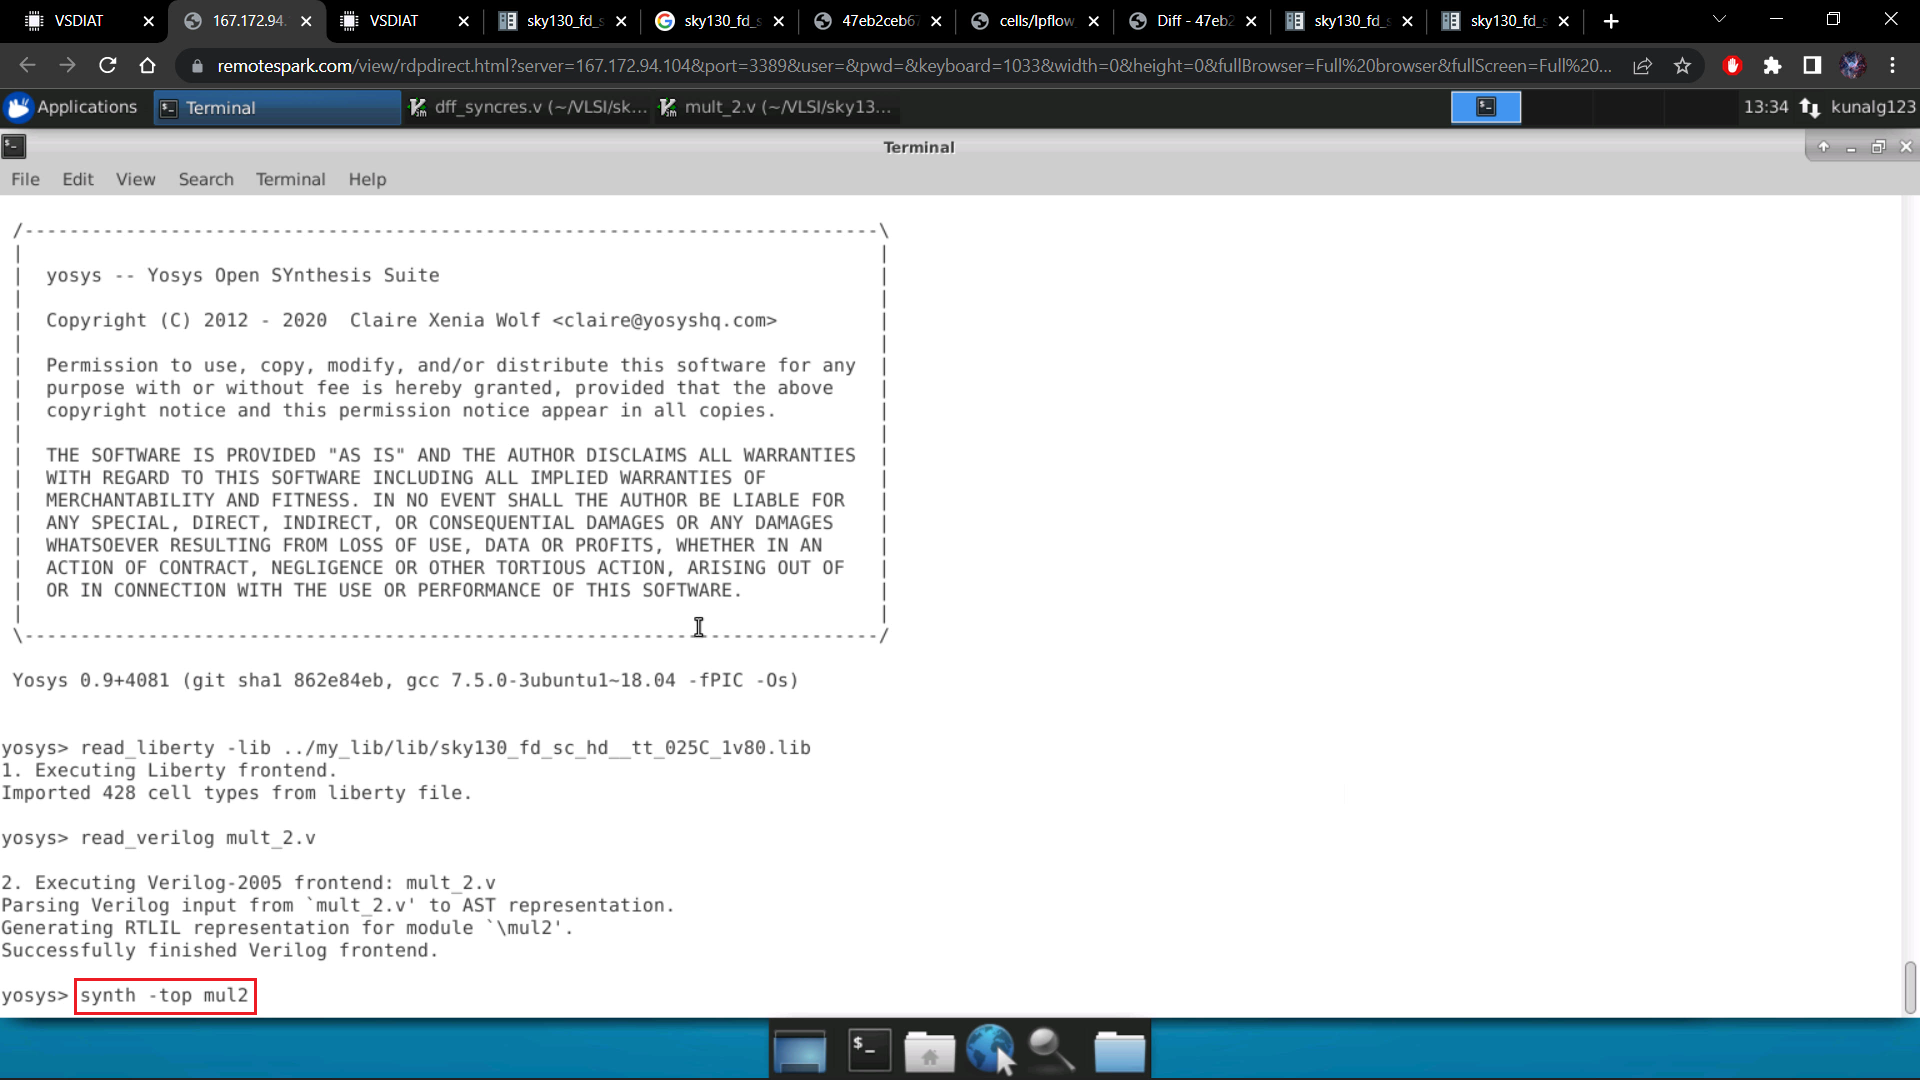 VSDIAT
167.172.94.
VSDIAT
sky130_fd_s
sky130_fd_s
47eb2ceb67
cells/lpflow
Diff - 47eb2
sky130_fd_s
sky130_fd_s
remotespark.com/view/rdpdirect.html?server=167.172.94.104&port=3389&user=&pwd=&keyboard=1033&width=0&height=0&fullBrowser=Full%20browser&fullScreen=Full%20...
Applications
Terminal
dff_syncres.v (~/VLSI/sk...
mult_2.v (~/VLSI/sky13...
13:34
kunalg123
Terminal
File Edit View Search Terminal Help
/----------------------------------------------------------------------------\
|                                                                            |
|  yosys -- Yosys Open SYnthesis Suite                                       |
|                                                                            |
|  Copyright (C) 2012 - 2020  Claire Xenia Wolf <claire@yosyshq.com>         |
|                                                                            |
|  Permission to use, copy, modify, and/or distribute this software for any  |
|  purpose with or without fee is hereby granted, provided that the above    |
|  copyright notice and this permission notice appear in all copies.         |
|                                                                            |
|  THE SOFTWARE IS PROVIDED "AS IS" AND THE AUTHOR DISCLAIMS ALL WARRANTIES  |
|  WITH REGARD TO THIS SOFTWARE INCLUDING ALL IMPLIED WARRANTIES OF          |
|  MERCHANTABILITY AND FITNESS. IN NO EVENT SHALL THE AUTHOR BE LIABLE FOR   |
|  ANY SPECIAL, DIRECT, INDIRECT, OR CONSEQUENTIAL DAMAGES OR ANY DAMAGES    |
|  WHATSOEVER RESULTING FROM LOSS OF USE, DATA OR PROFITS, WHETHER IN AN     |
|  ACTION OF CONTRACT, NEGLIGENCE OR OTHER TORTIOUS ACTION, ARISING OUT OF   |
|  OR IN CONNECTION WITH THE USE OR PERFORMANCE OF THIS SOFTWARE.            |
|                                                                            |
\----------------------------------------------------------------------------/
Yosys 0.9+4081 (git sha1 862e84eb, gcc 7.5.0-3ubuntu1~18.04 -fPIC -Os)
yosys> read_liberty -lib ../my_lib/lib/sky130_fd_sc_hd__tt_025C_1v80.lib
1. Executing Liberty frontend.
Imported 428 cell types from liberty file.
yosys> read_verilog mult_2.v
2. Executing Verilog-2005 frontend: mult_2.v
Parsing Verilog input from `mult_2.v' to AST representation.
Generating RTLIL representation for module `\mul2'.
Successfully finished Verilog frontend.
yosys> synth -top mul2